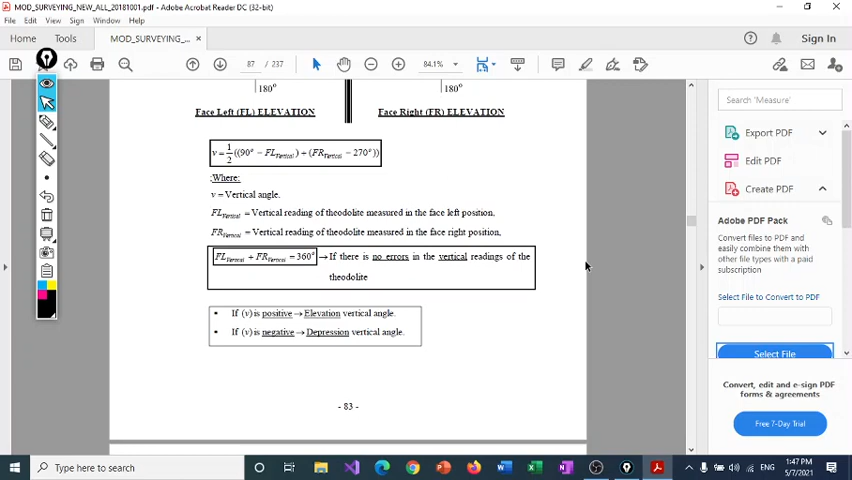 MOD_SURVEYING_NEW_ALL_20181001.pdf - Adobe Acrobat Reader DC (32-bit)
File Edit View Sign Window Help
Home Tools MOD_SURVEYING_... × Sign In
87 / 237 84.1%
180° 180°
Face Left (FL) ELEVATION Face Right (FR) ELEVATION
v = 1/2 ((90° − FL_Vertical) + (FR_Vertical − 270°))
;Where:
v = Vertical angle.
FL_Vertical = Vertical reading of theodolite measured in the face left position,
FR_Vertical = Vertical reading of theodolite measured in the face right position,
FL_Vertical + FR_Vertical = 360° → If there is no errors in the vertical readings of the
theodolite
• If (v) is positive → Elevation vertical angle.
• If (v) is negative → Depression vertical angle.
- 83 -
Search 'Measure'
Export PDF
Edit PDF
Create PDF
Adobe PDF Pack
Convert files to PDF and
easily combine them with
other file types with a paid
subscription
Select File to Convert to PDF
Select File
Convert, edit and e-sign PDF
forms & agreements
Free 7-Day Trial
Type here to search
ENG
1:47 PM
5/7/2021